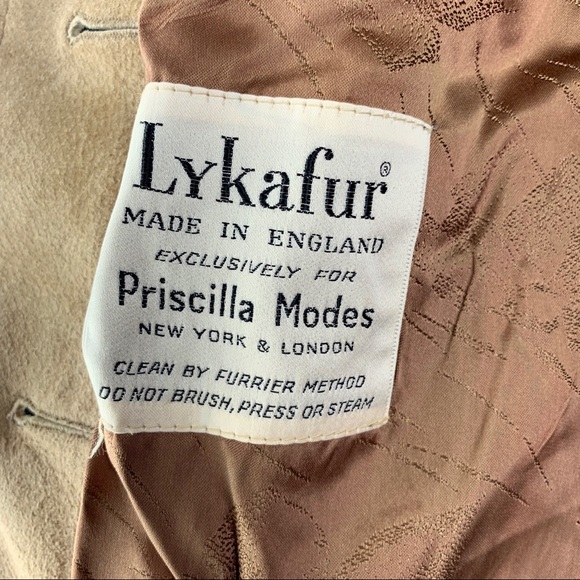 Lykafur®
MADE IN ENGLAND
EXCLUSIVELY FOR
Priscilla Modes
NEW YORK & LONDON
CLEAN BY FURRIER METHOD
DO NOT BRUSH, PRESS OR STEAM